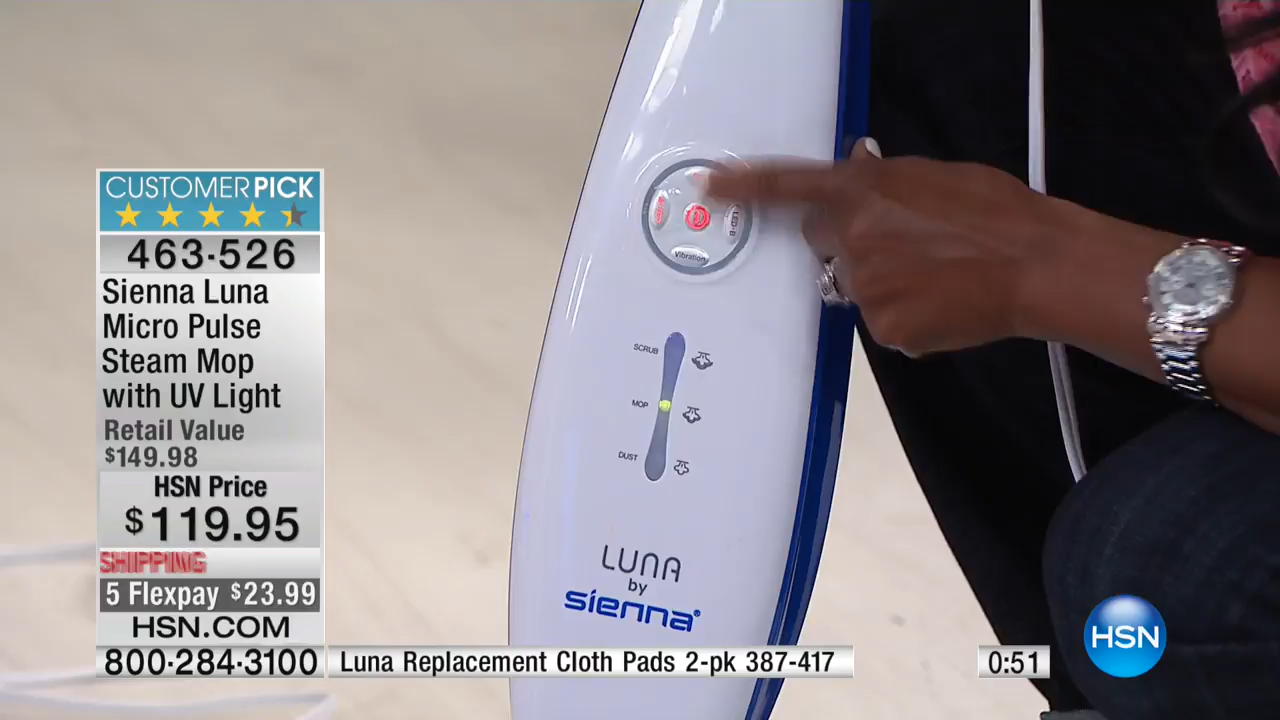 CUSTOMER PICK
463-526
Sienna Luna
Micro Pulse
Steam Mop
with UV Light
Retail Value
$149.98
HSN Price
$119.95
SHIPPING
5 Flexpay $23.99
HSN.COM
800-284-3100
Luna Replacement Cloth Pads 2-pk 387-417
0:51
HSN
LED-B
Vibration
SCRUB
MOP
DUST
LUNA
by
sienna®